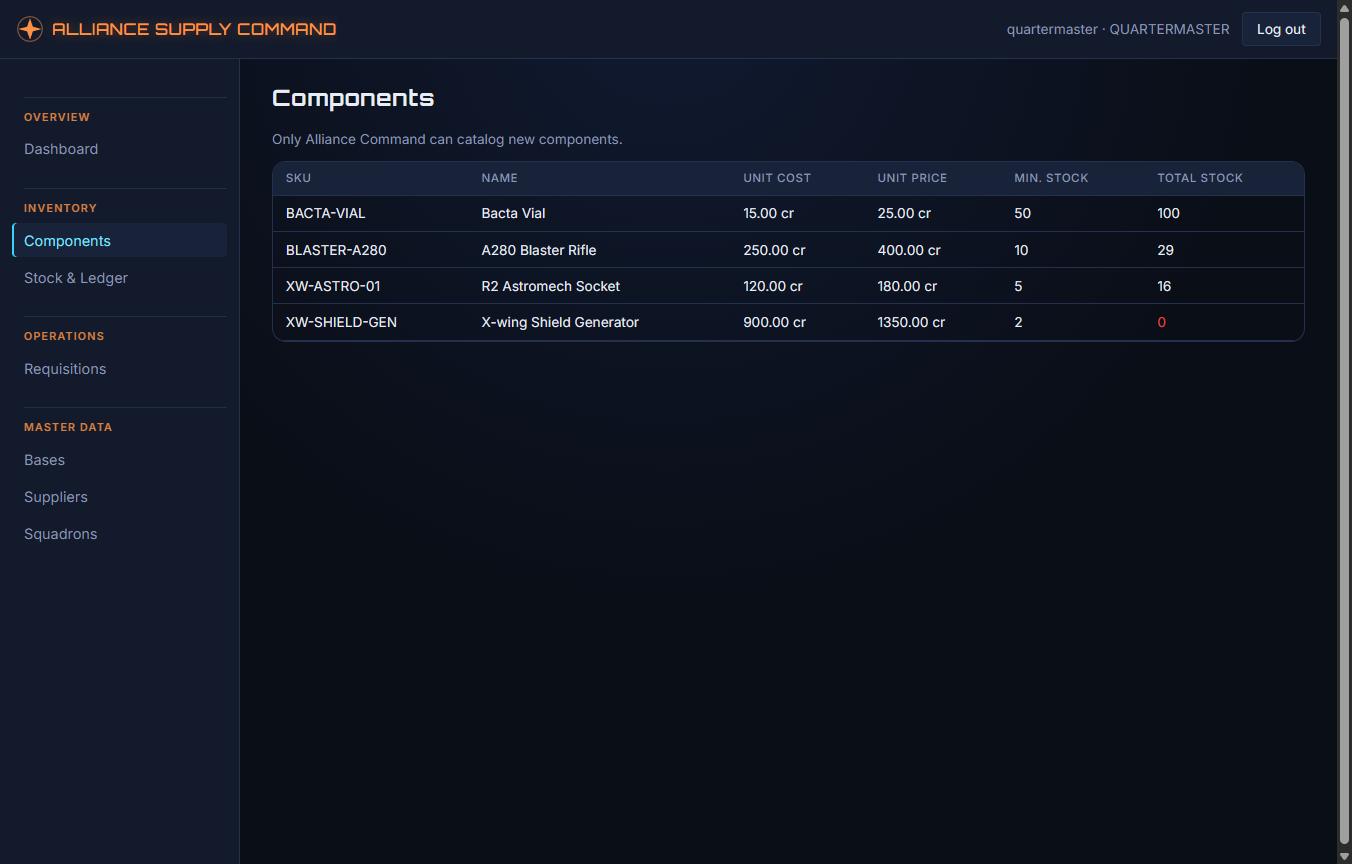 ALLIANCE SUPPLY COMMAND
quartermaster · QUARTERMASTER
Log out
OVERVIEW
Dashboard
INVENTORY
Components
Stock & Ledger
OPERATIONS
Requisitions
MASTER DATA
Bases
Suppliers
Squadrons
Components
Only Alliance Command can catalog new components.
SKU NAME UNIT COST UNIT PRICE MIN. STOCK TOTAL STOCK
BACTA-VIAL Bacta Vial 15.00 cr 25.00 cr 50 100
BLASTER-A280 A280 Blaster Rifle 250.00 cr 400.00 cr 10 29
XW-ASTRO-01 R2 Astromech Socket 120.00 cr 180.00 cr 5 16
XW-SHIELD-GEN X-wing Shield Generator 900.00 cr 1350.00 cr 2 0